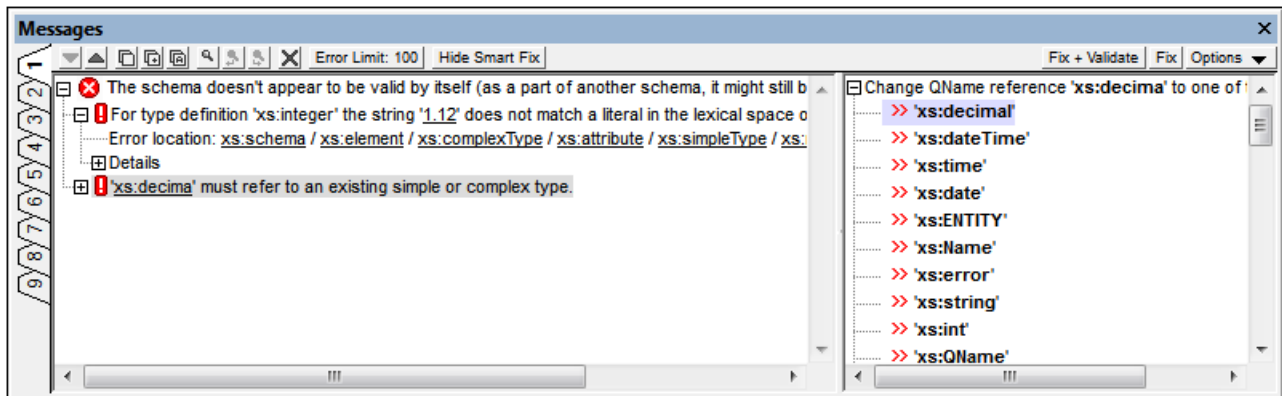 Messages
Error Limit: 100 Hide Smart Fix Fix + Validate Fix Options
1
2
3
4
5
6
7
8
9
The schema doesn't appear to be valid by itself (as a part of another schema, it might still b
For type definition 'xs:integer' the string '1.12' does not match a literal in the lexical space o
Error location: xs:schema / xs:element / xs:complexType / xs:attribute / xs:simpleType / xs:
Details
'xs:decima' must refer to an existing simple or complex type.
Change QName reference 'xs:decima' to one of
>> 'xs:decimal'
>> 'xs:dateTime'
>> 'xs:time'
>> 'xs:date'
>> 'xs:ENTITY'
>> 'xs:Name'
>> 'xs:error'
>> 'xs:string'
>> 'xs:int'
>> 'xs:QName'